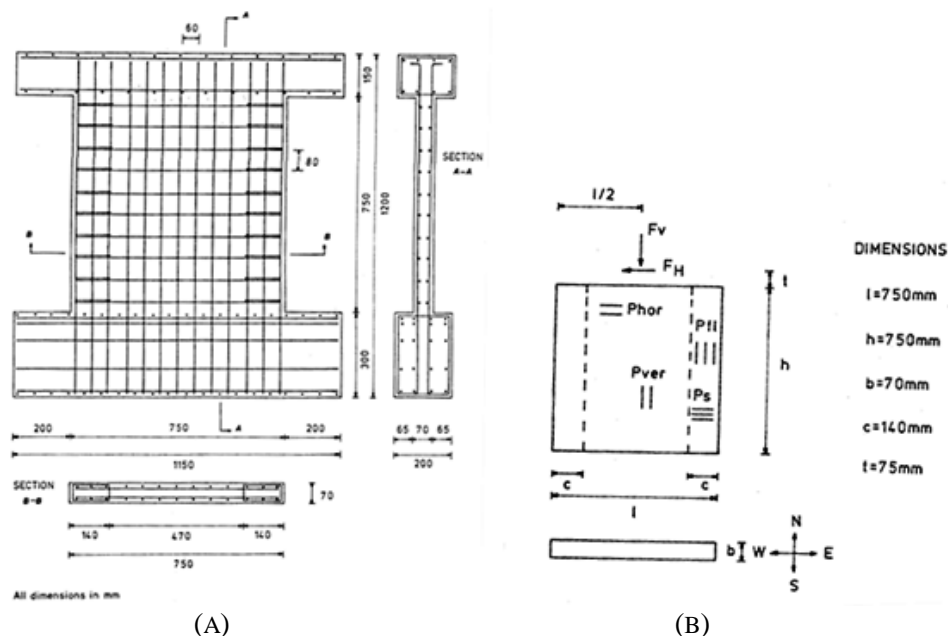 A
60
150
80
SECTION
A-A
750
1200
B
B
300
A
200
750
200
1150
65
70
65
200
SECTION
B-B
70
140
470
140
750
All dimensions in mm
(A)
l/2
Fv
FH
t
Phor
Pfl
Pver
Ps
h
c
c
l
b
N
W
E
S
DIMENSIONS
l=750mm
h=750mm
b=70mm
c=140mm
t=75mm
(B)